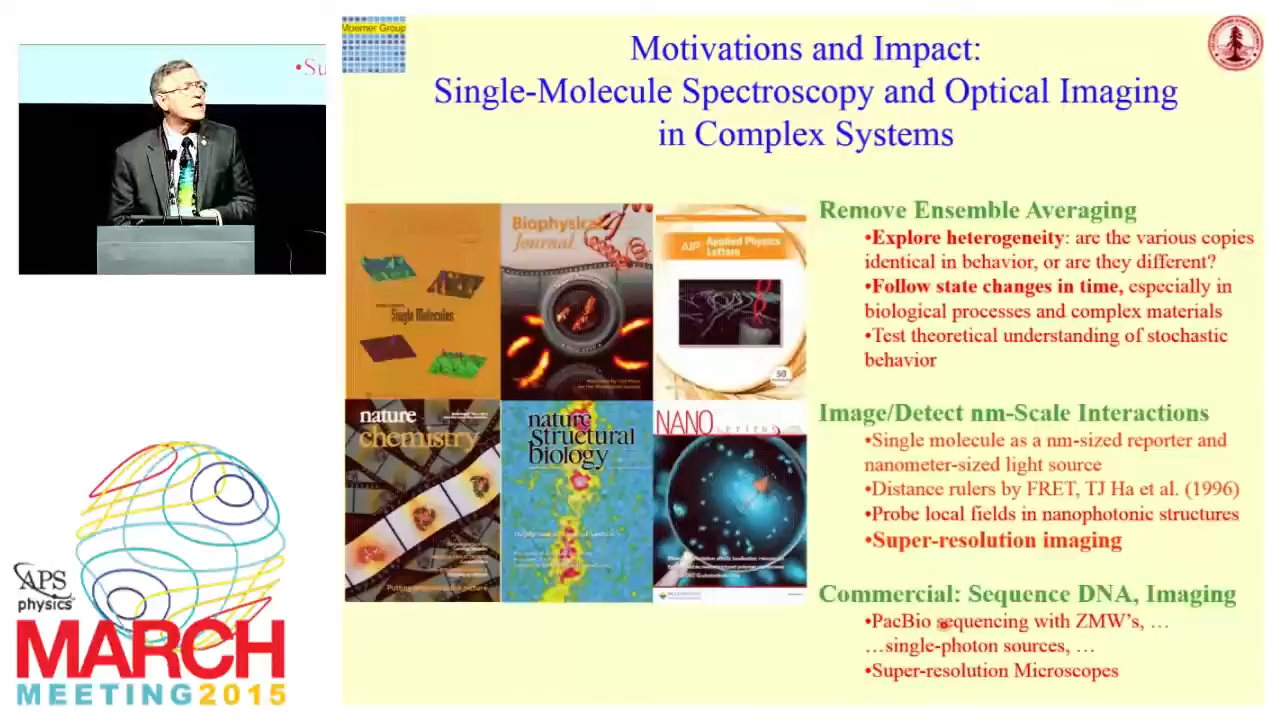 •Su
Moerner Group
Motivations and Impact:
Single-Molecule Spectroscopy and Optical Imaging
in Complex Systems
Single Molecules
Biophysical
Journal
AIP Applied Physics
Letters
50
nature
chemistry
nature
structural
biology
NANO
LETTERS
Remove Ensemble Averaging
•Explore heterogeneity: are the various copies
identical in behavior, or are they different?
•Follow state changes in time, especially in
biological processes and complex materials
•Test theoretical understanding of stochastic
behavior
Image/Detect nm-Scale Interactions
•Single molecule as a nm-sized reporter and
nanometer-sized light source
•Distance rulers by FRET, TJ Ha et al. (1996)
•Probe local fields in nanophotonic structures
•Super-resolution imaging
Commercial: Sequence DNA, Imaging
•PacBio sequencing with ZMW's, …
…single-photon sources, …
•Super-resolution Microscopes
APS
physics™
MARCH
MEETING2015